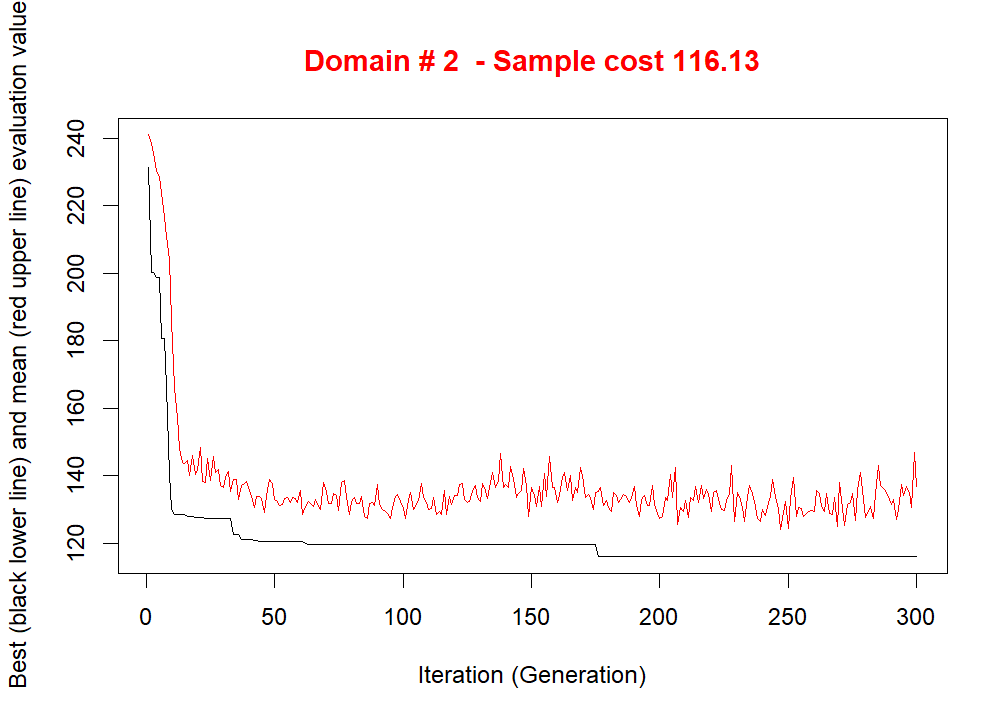 Domain # 2  - Sample cost 116.13
Best (black lower line) and mean (red upper line) evaluation value
240
220
200
180
160
140
120
0 50 100 150 200 250 300
Iteration (Generation)